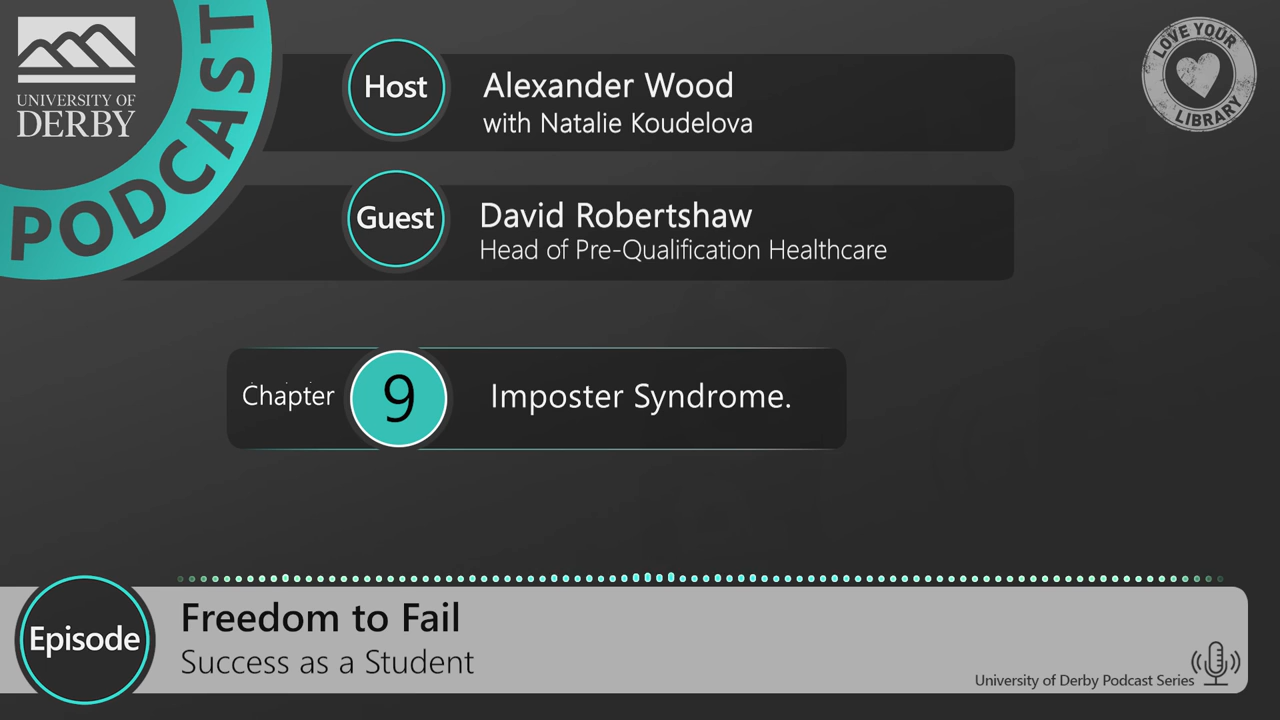 UNIVERSITY OF
DERBY
PODCAST
Host
Alexander Wood
with Natalie Koudelova
LOVE YOUR
LIBRARY
Guest
David Robertshaw
Head of Pre-Qualification Healthcare
Chapter
9
Imposter Syndrome.
Episode
Freedom to Fail
Success as a Student
University of Derby Podcast Series